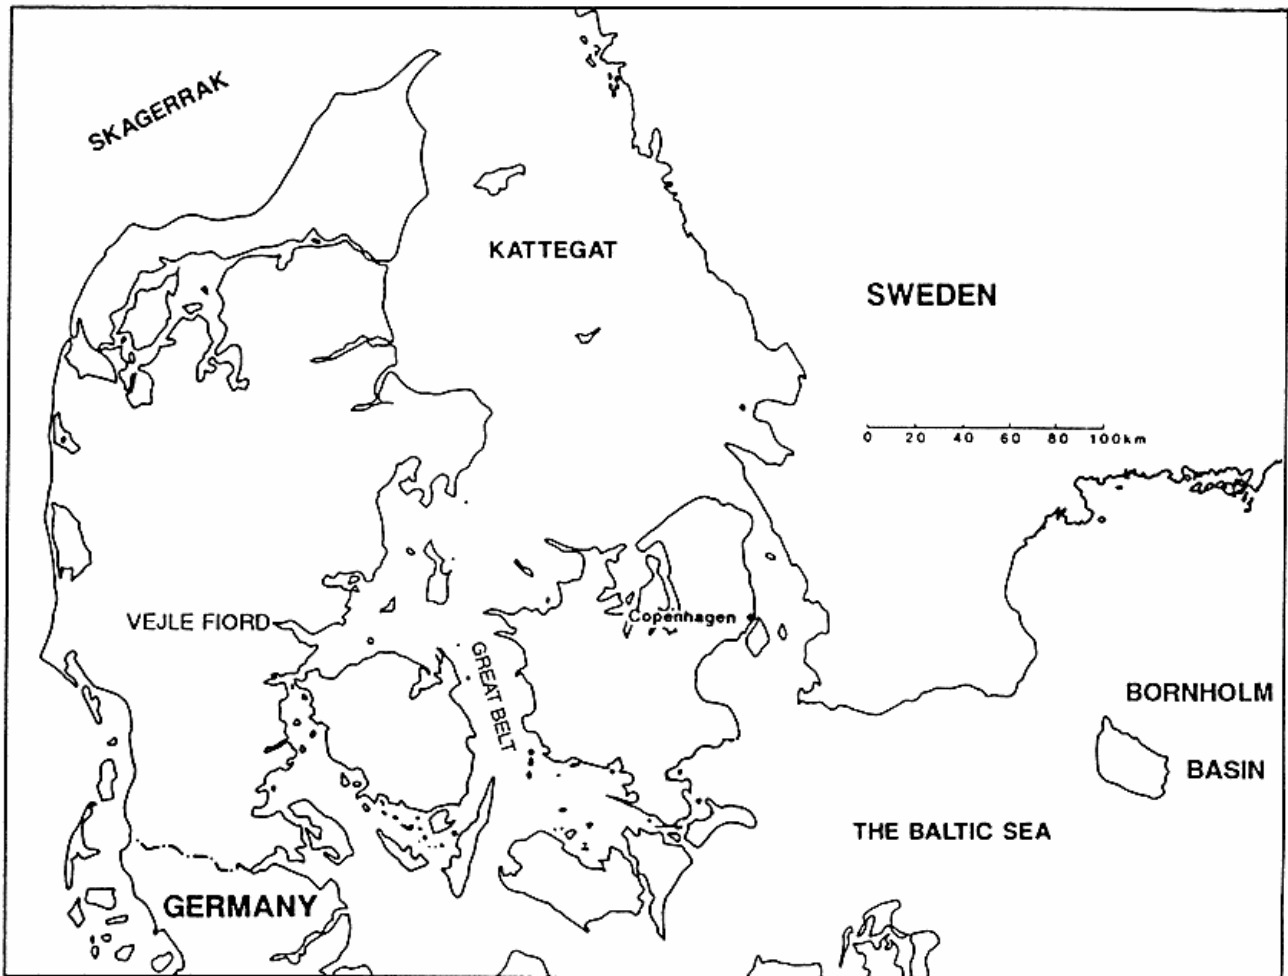 SKAGERRAK
KATTEGAT
SWEDEN
0 20 40 60 80 100km
VEJLE FIORD
Copenhagen
GREAT BELT
BORNHOLM
BASIN
THE BALTIC SEA
GERMANY